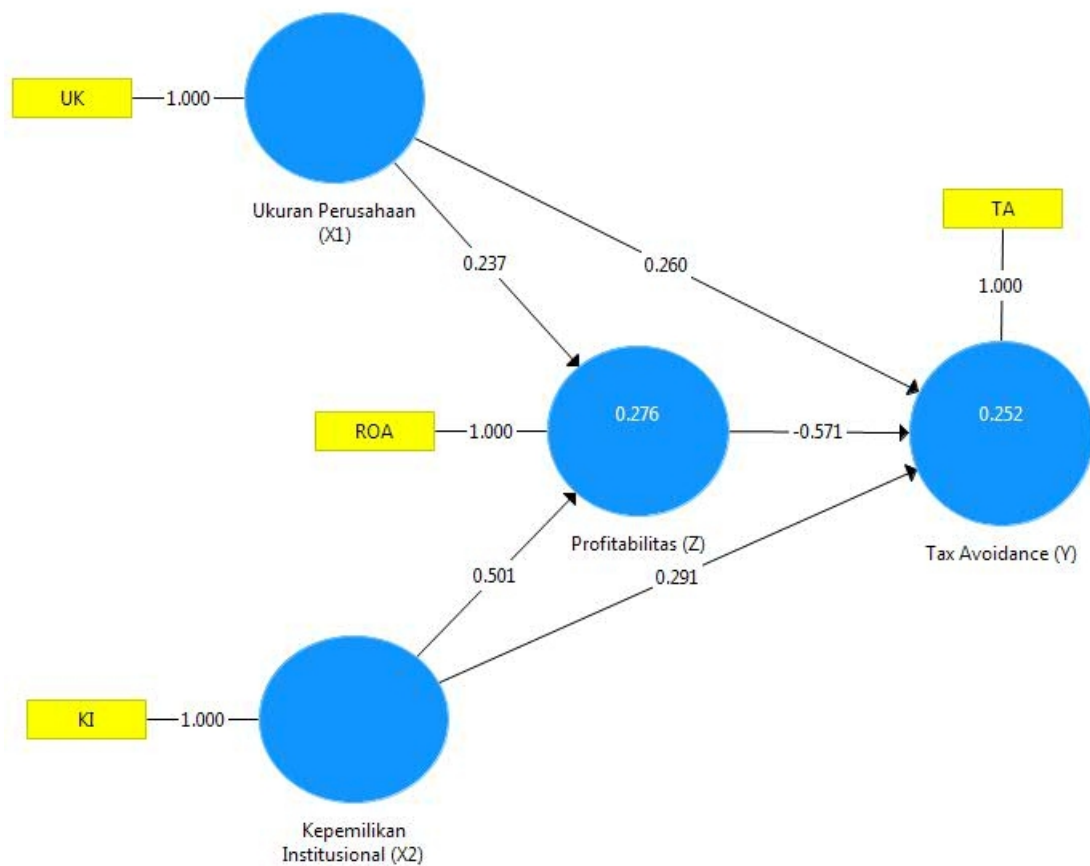 UK
1.000
Ukuran Perusahaan
(X1)
TA
0.237
0.260
1.000
ROA
1.000
0.276
-0.571
0.252
Profitabilitas (Z)
Tax Avoidance (Y)
0.501
0.291
KI
1.000
Kepemilikan
Institusional (X2)